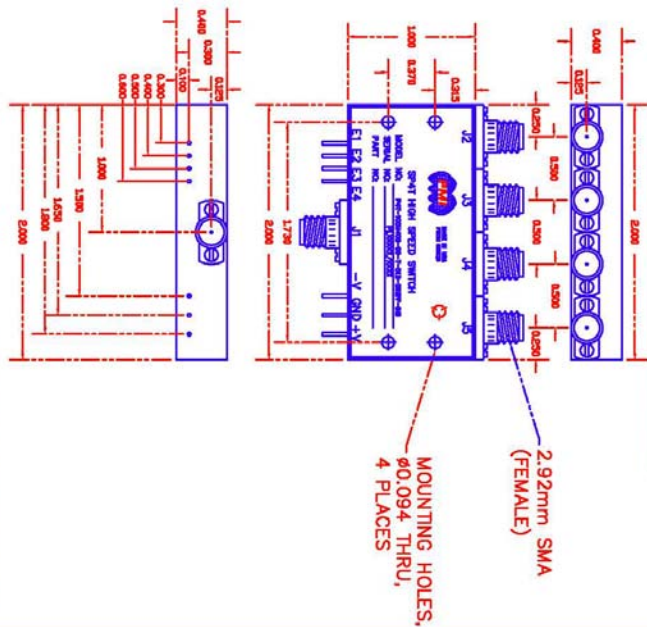 0.400
0.125
2.000
0.250
0.500
0.500
0.500
0.250
2.92mm SMA
(FEMALE)
1.000
0.370
0.315
J2
J3
J4
J5
SP4T HIGH SPEED SWITCH
MODEL NO.
SERIAL NO.
PART NO.
E1 E2 E3 E4
J1
-V GND +V
1.730
2.000
MOUNTING HOLES,
ø0.094 THRU,
4 PLACES
0.400
0.300
0.100
0.125
0.300
0.400
0.500
0.600
1.000
1.500
1.650
1.800
2.000